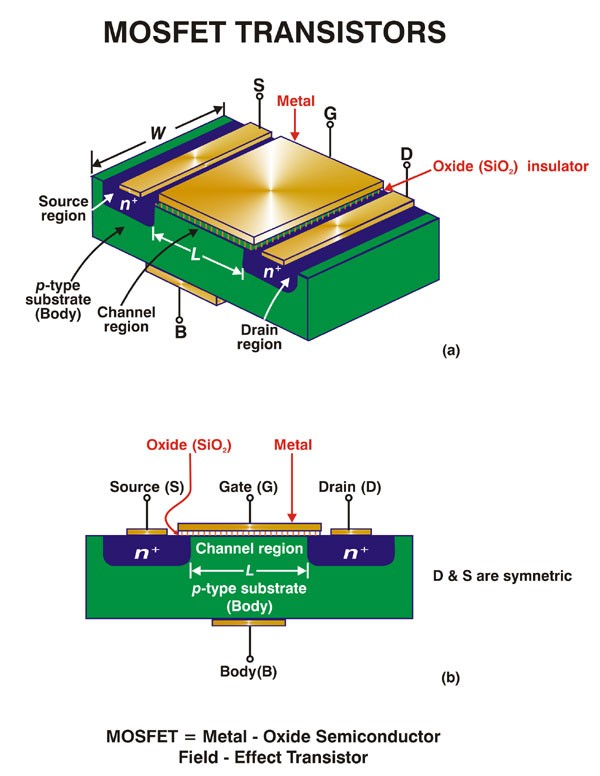 MOSFET TRANSISTORS
S
Metal
G
W
D
Oxide (SiO₂) insulator
Source
region
n⁺
L
n⁺
p-type
substrate
(Body)
Channel
region
B
Drain
region
(a)
Oxide (SiO₂)
Metal
Source (S)
Gate (G)
Drain (D)
n⁺
Channel region
n⁺
L
p-type substrate
(Body)
D & S are symnetric
Body(B)
(b)
MOSFET = Metal - Oxide Semiconductor
Field - Effect Transistor